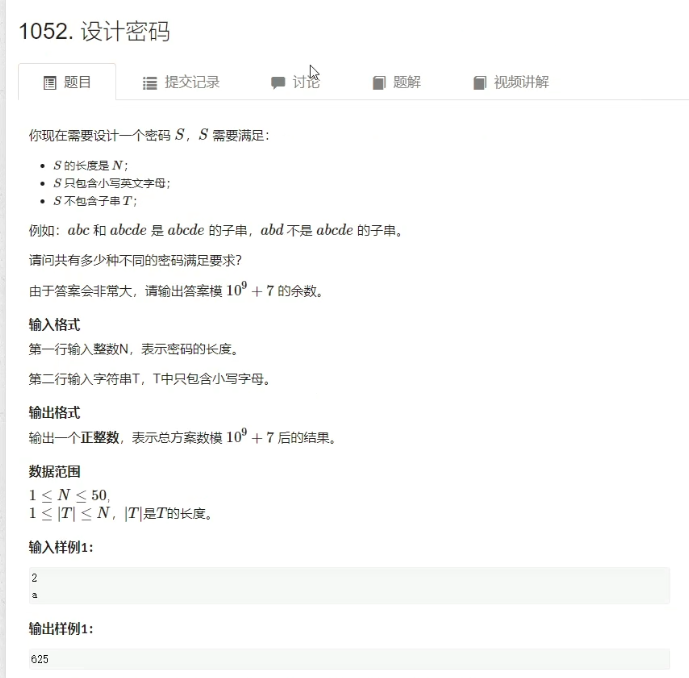 1052. 设计密码
题目 提交记录 讨论 题解 视频讲解
你现在需要设计一个密码 S，S 需要满足：
• S 的长度是 N；
• S 只包含小写英文字母；
• S 不包含子串 T；
例如：abc 和 abcde 是 abcde 的子串，abd 不是 abcde 的子串。
请问共有多少种不同的密码满足要求？
由于答案会非常大，请输出答案模 10^9 + 7 的余数。
输入格式
第一行输入整数N，表示密码的长度。
第二行输入字符串T，T中只包含小写字母。
输出格式
输出一个正整数，表示总方案数模 10^9 + 7 后的结果。
数据范围
1 ≤ N ≤ 50,
1 ≤ |T| ≤ N，|T|是T的长度。
输入样例1：
2
a
输出样例1：
625